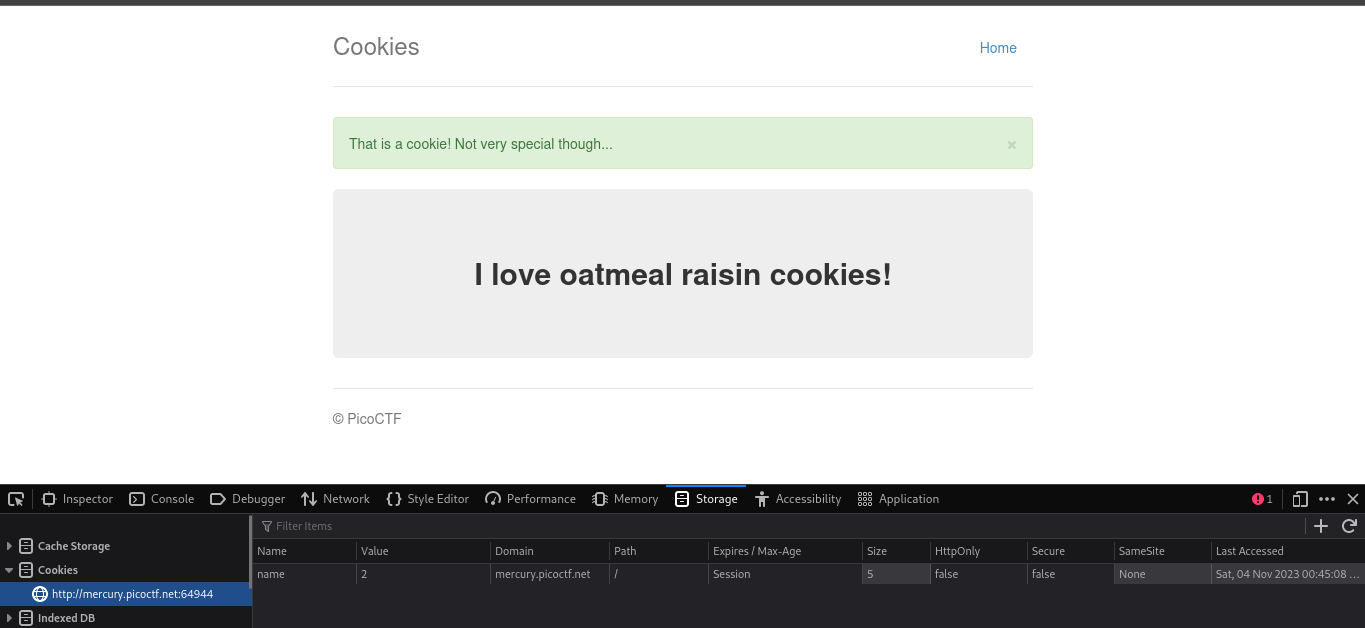 Cookies Home
That is a cookie! Not very special though... ×
I love oatmeal raisin cookies!
© PicoCTF
Inspector Console Debugger Network {} Style Editor Performance Memory Storage Accessibility Application 1
Filter Items
Cache Storage
Cookies
http://mercury.picoctf.net:64944
Indexed DB
Name Value Domain Path Expires / Max-Age Size HttpOnly Secure SameSite Last Accessed
name 2 mercury.picoctf.net / Session 5 false false None Sat, 04 Nov 2023 00:45:08 ...